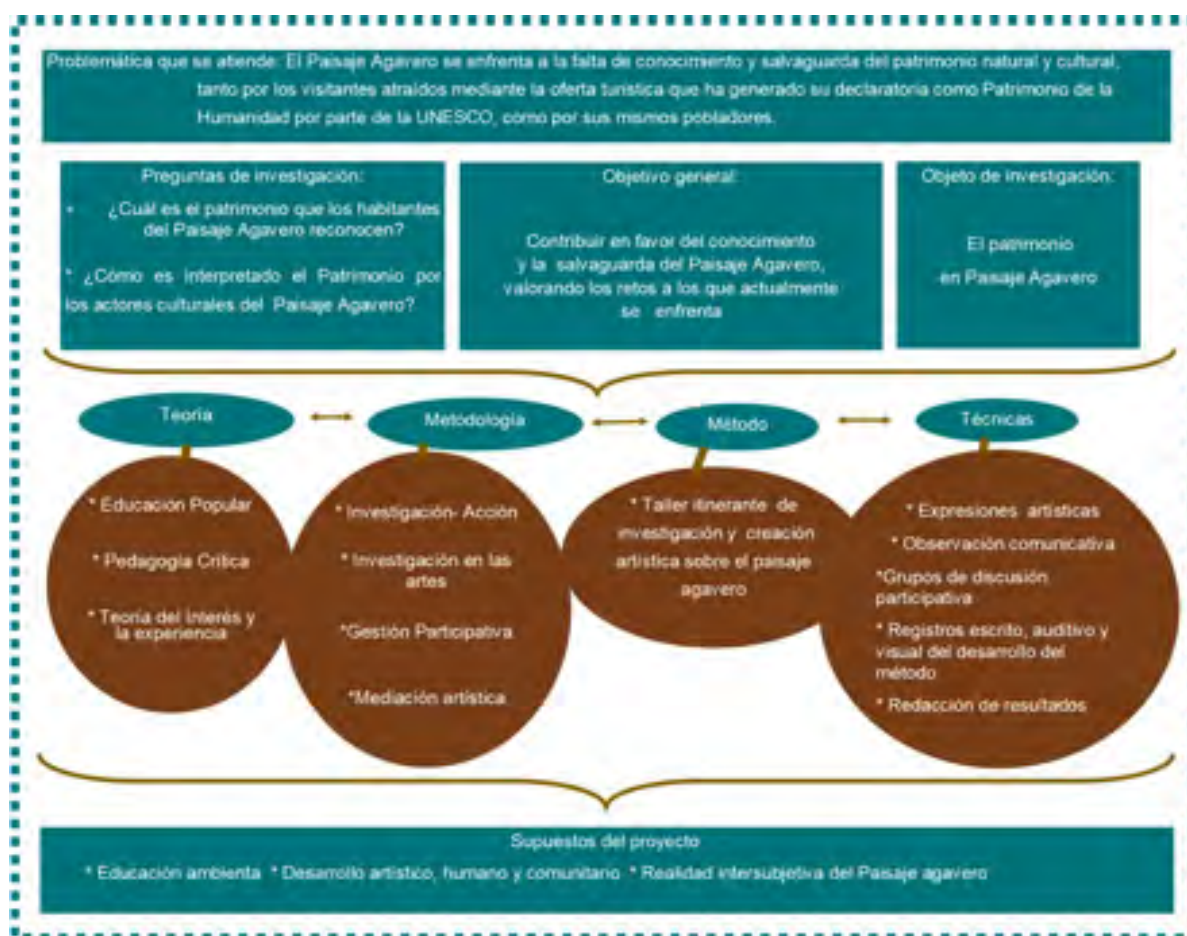 Problemática que se atiende: El Paisaje Agavero se enfrenta a la falta de conocimiento y salvaguarda del patrimonio natural y cultural,
tanto por los visitantes atraídos mediante la oferta turística que ha generado su declaratoria como Patrimonio de la
Humanidad por parte de la UNESCO, como por sus mismos pobladores.
Preguntas de investigación:
* ¿Cuál es el patrimonio que los habitantes
del Paisaje Agavero reconocen?
* ¿Cómo es interpretado el Patrimonio por
los actores culturales del Paisaje Agavero?
Objetivo general:
Contribuir en favor del conocimiento
y la salvaguarda del Paisaje Agavero,
valorando los retos a los que actualmente
se enfrenta
Objeto de investigación:
El patrimonio
en Paisaje Agavero
Teoría
Metodología
Método
Técnicas
* Educación Popular
* Pedagogía Crítica
* Teoría del Interés y
la experiencia
* Investigación- Acción
* Investigación en las
artes
*Gestión Participativa
*Mediación artística
* Taller itinerante de
investigación y creación
artística sobre el paisaje
agavero
* Expresiones artísticas
* Observación comunicativa
*Grupos de discusión
participativa
* Registros escrito, auditivo y
visual del desarrollo del
método
* Redacción de resultados
Supuestos del proyecto
* Educación ambienta * Desarrollo artístico, humano y comunitario * Realidad intersubjetiva del Paisaje agavero